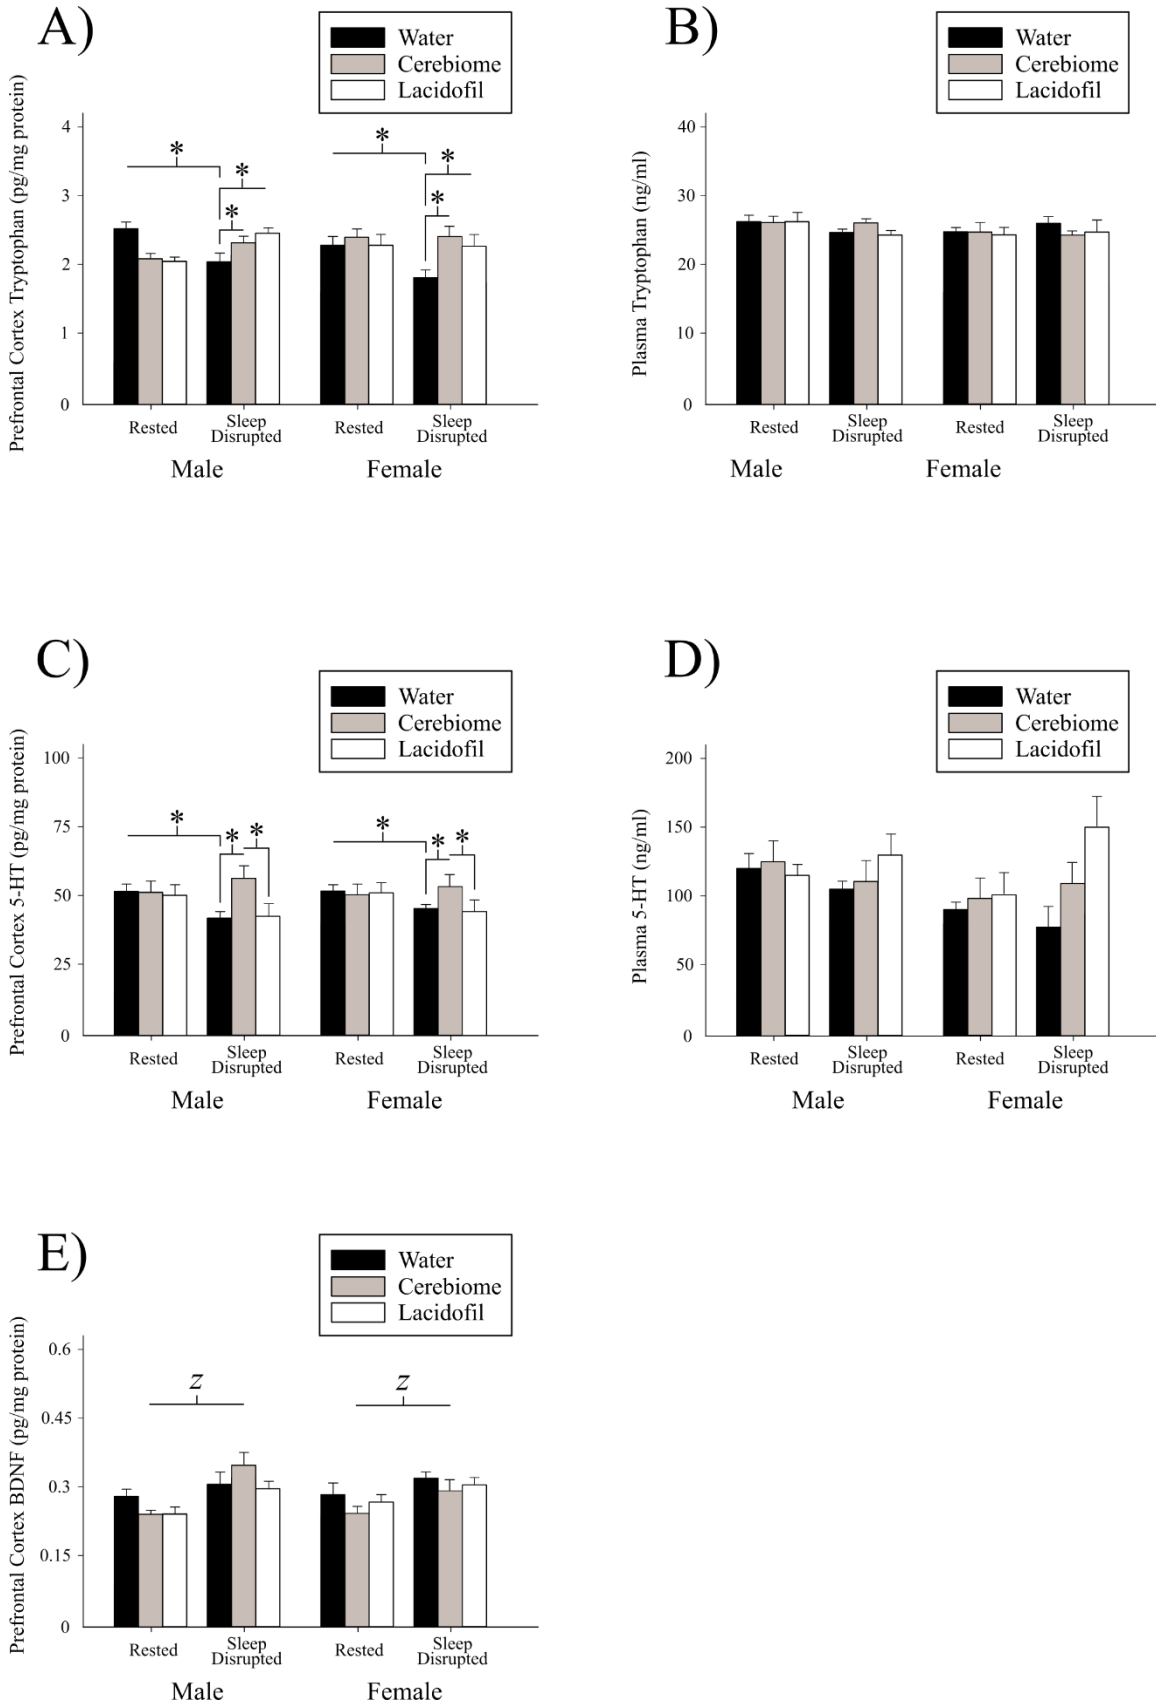 A)
Water
Cerebiome
Lacidofil
Prefrontal Cortex Tryptophan (pg/mg protein)
4
3
2
1
0
*
*
*
*
*
*
Rested
Sleep
Disrupted
Rested
Sleep
Disrupted
Male
Female
B)
Water
Cerebiome
Lacidofil
Plasma Tryptophan (ng/ml)
40
30
20
10
0
Rested
Sleep
Disrupted
Rested
Sleep
Disrupted
Male
Female
C)
Water
Cerebiome
Lacidofil
Prefrontal Cortex 5-HT (pg/mg protein)
100
75
50
25
0
*
*
*
*
*
*
Rested
Sleep
Disrupted
Rested
Sleep
Disrupted
Male
Female
D)
Water
Cerebiome
Lacidofil
Plasma 5-HT (ng/ml)
200
150
100
50
0
Rested
Sleep
Disrupted
Rested
Sleep
Disrupted
Male
Female
E)
Water
Cerebiome
Lacidofil
Prefrontal Cortex BDNF (pg/mg protein)
0.6
0.45
0.3
0.15
0
z
z
Rested
Sleep
Disrupted
Rested
Sleep
Disrupted
Male
Female